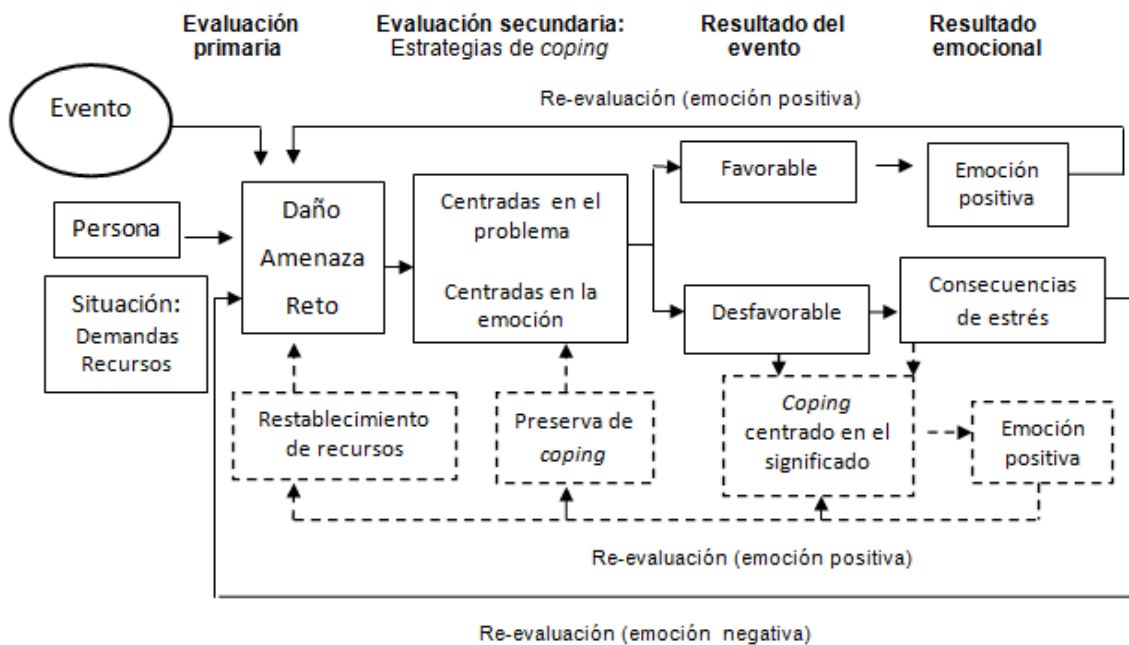 Evaluación
primaria
Evaluación secundaria:
Estrategias de coping
Resultado del
evento
Resultado
emocional
Re-evaluación (emoción positiva)
Evento
Persona
Situación:
Demandas
Recursos
Daño
Amenaza
Reto
Centradas en el
problema
Centradas en la
emoción
Favorable
Emoción
positiva
Desfavorable
Consecuencias
de estrés
Restablecimiento
de recursos
Preserva de
coping
Coping
centrado en el
significado
Emoción
positiva
Re-evaluación (emoción positiva)
Re-evaluación (emoción negativa)